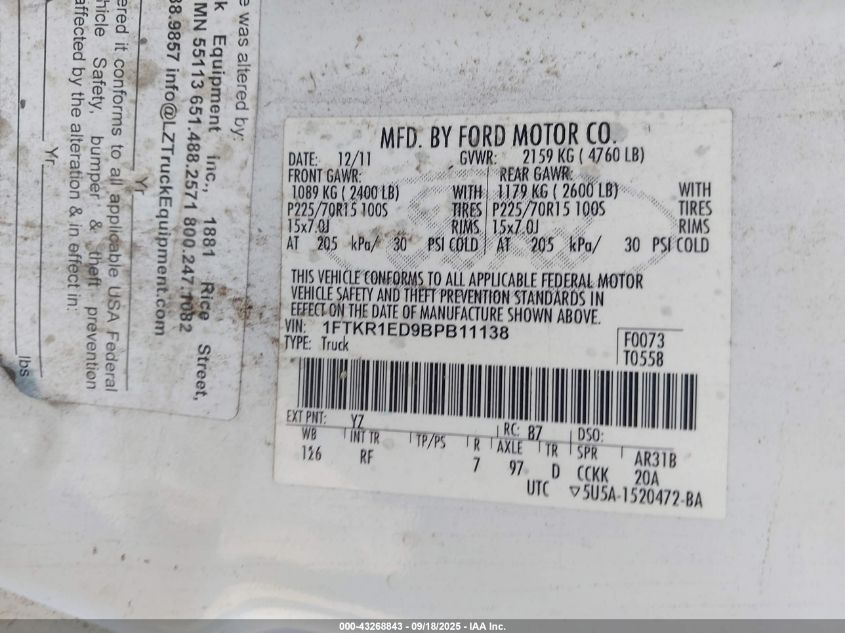 e was altered by:
k Equipment inc., 1881 Rice Street,
MN 55113 651.488.2571 800.247.1082
38.9857 info@LZTruckEquipment.com
Yr.
ered it conforms to all applicable USA Federal
hicle Safety, bumper & theft prevention
affected by the alteration & in effect in:
Yr.
lbs
MFD. BY FORD MOTOR CO.
DATE: 12/11 GVWR: 2159 KG ( 4760 LB)
FRONT GAWR: REAR GAWR:
1089 KG ( 2400 LB) WITH 1179 KG ( 2600 LB) WITH
P225/70R15 100S TIRES P225/70R15 100S TIRES
15x7.0J RIMS 15x7.0J RIMS
AT 205 kPa/ 30 PSI COLD AT 205 kPa/ 30 PSI COLD
THIS VEHICLE CONFORMS TO ALL APPLICABLE FEDERAL MOTOR
VEHICLE SAFETY AND THEFT PREVENTION STANDARDS IN
EFFECT ON THE DATE OF MANUFACTURE SHOWN ABOVE.
VIN: 1FTKR1ED9BPB11138
TYPE: Truck
F0073
T0558
EXT PNT: YZ RC: 87 DSO:
WB INT TR TP/PS R AXLE TR SPR AR31B
126 RF 7 97 D CCKK 20A
UTC ▽5U5A-1520472-BA
000-43268843 - 09/18/2025 - IAA Inc.